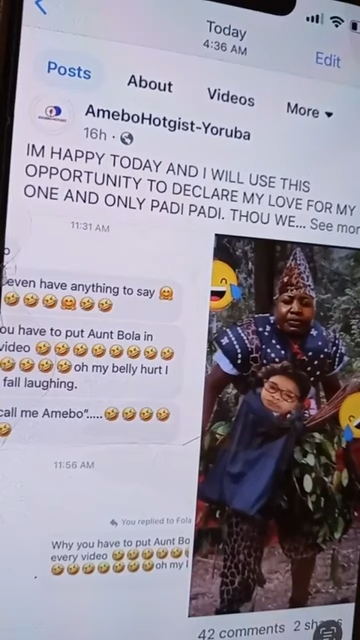 Today
4:36 AM
Edit
Posts
About
Videos
More
AmeboHotgist-Yoruba
16h
IM HAPPY TODAY AND I WILL USE THIS
OPPORTUNITY TO DECLARE MY LOVE FOR MY
ONE AND ONLY PADI PADI. THOU WE... See mor
11:31 AM
even have anything to say 🤗
🤣🤣🤣🤗🤣🤣
ou have to put Aunt Bola in
video 🤣🤣🤣🤣🤣🤣🤣🤣🤣
🤣🤣🤣🤣🤣 oh my belly hurt I
fall laughing.
call me Amebo".....🤣🤣🤣🤣
🤣
11:56 AM
You replied to Fola
Why you have to put Aunt Bo
every video 🤣🤣🤣🤣🤣
🤣🤣🤣🤣🤣🤣🤣oh my
42 comments
2 sh